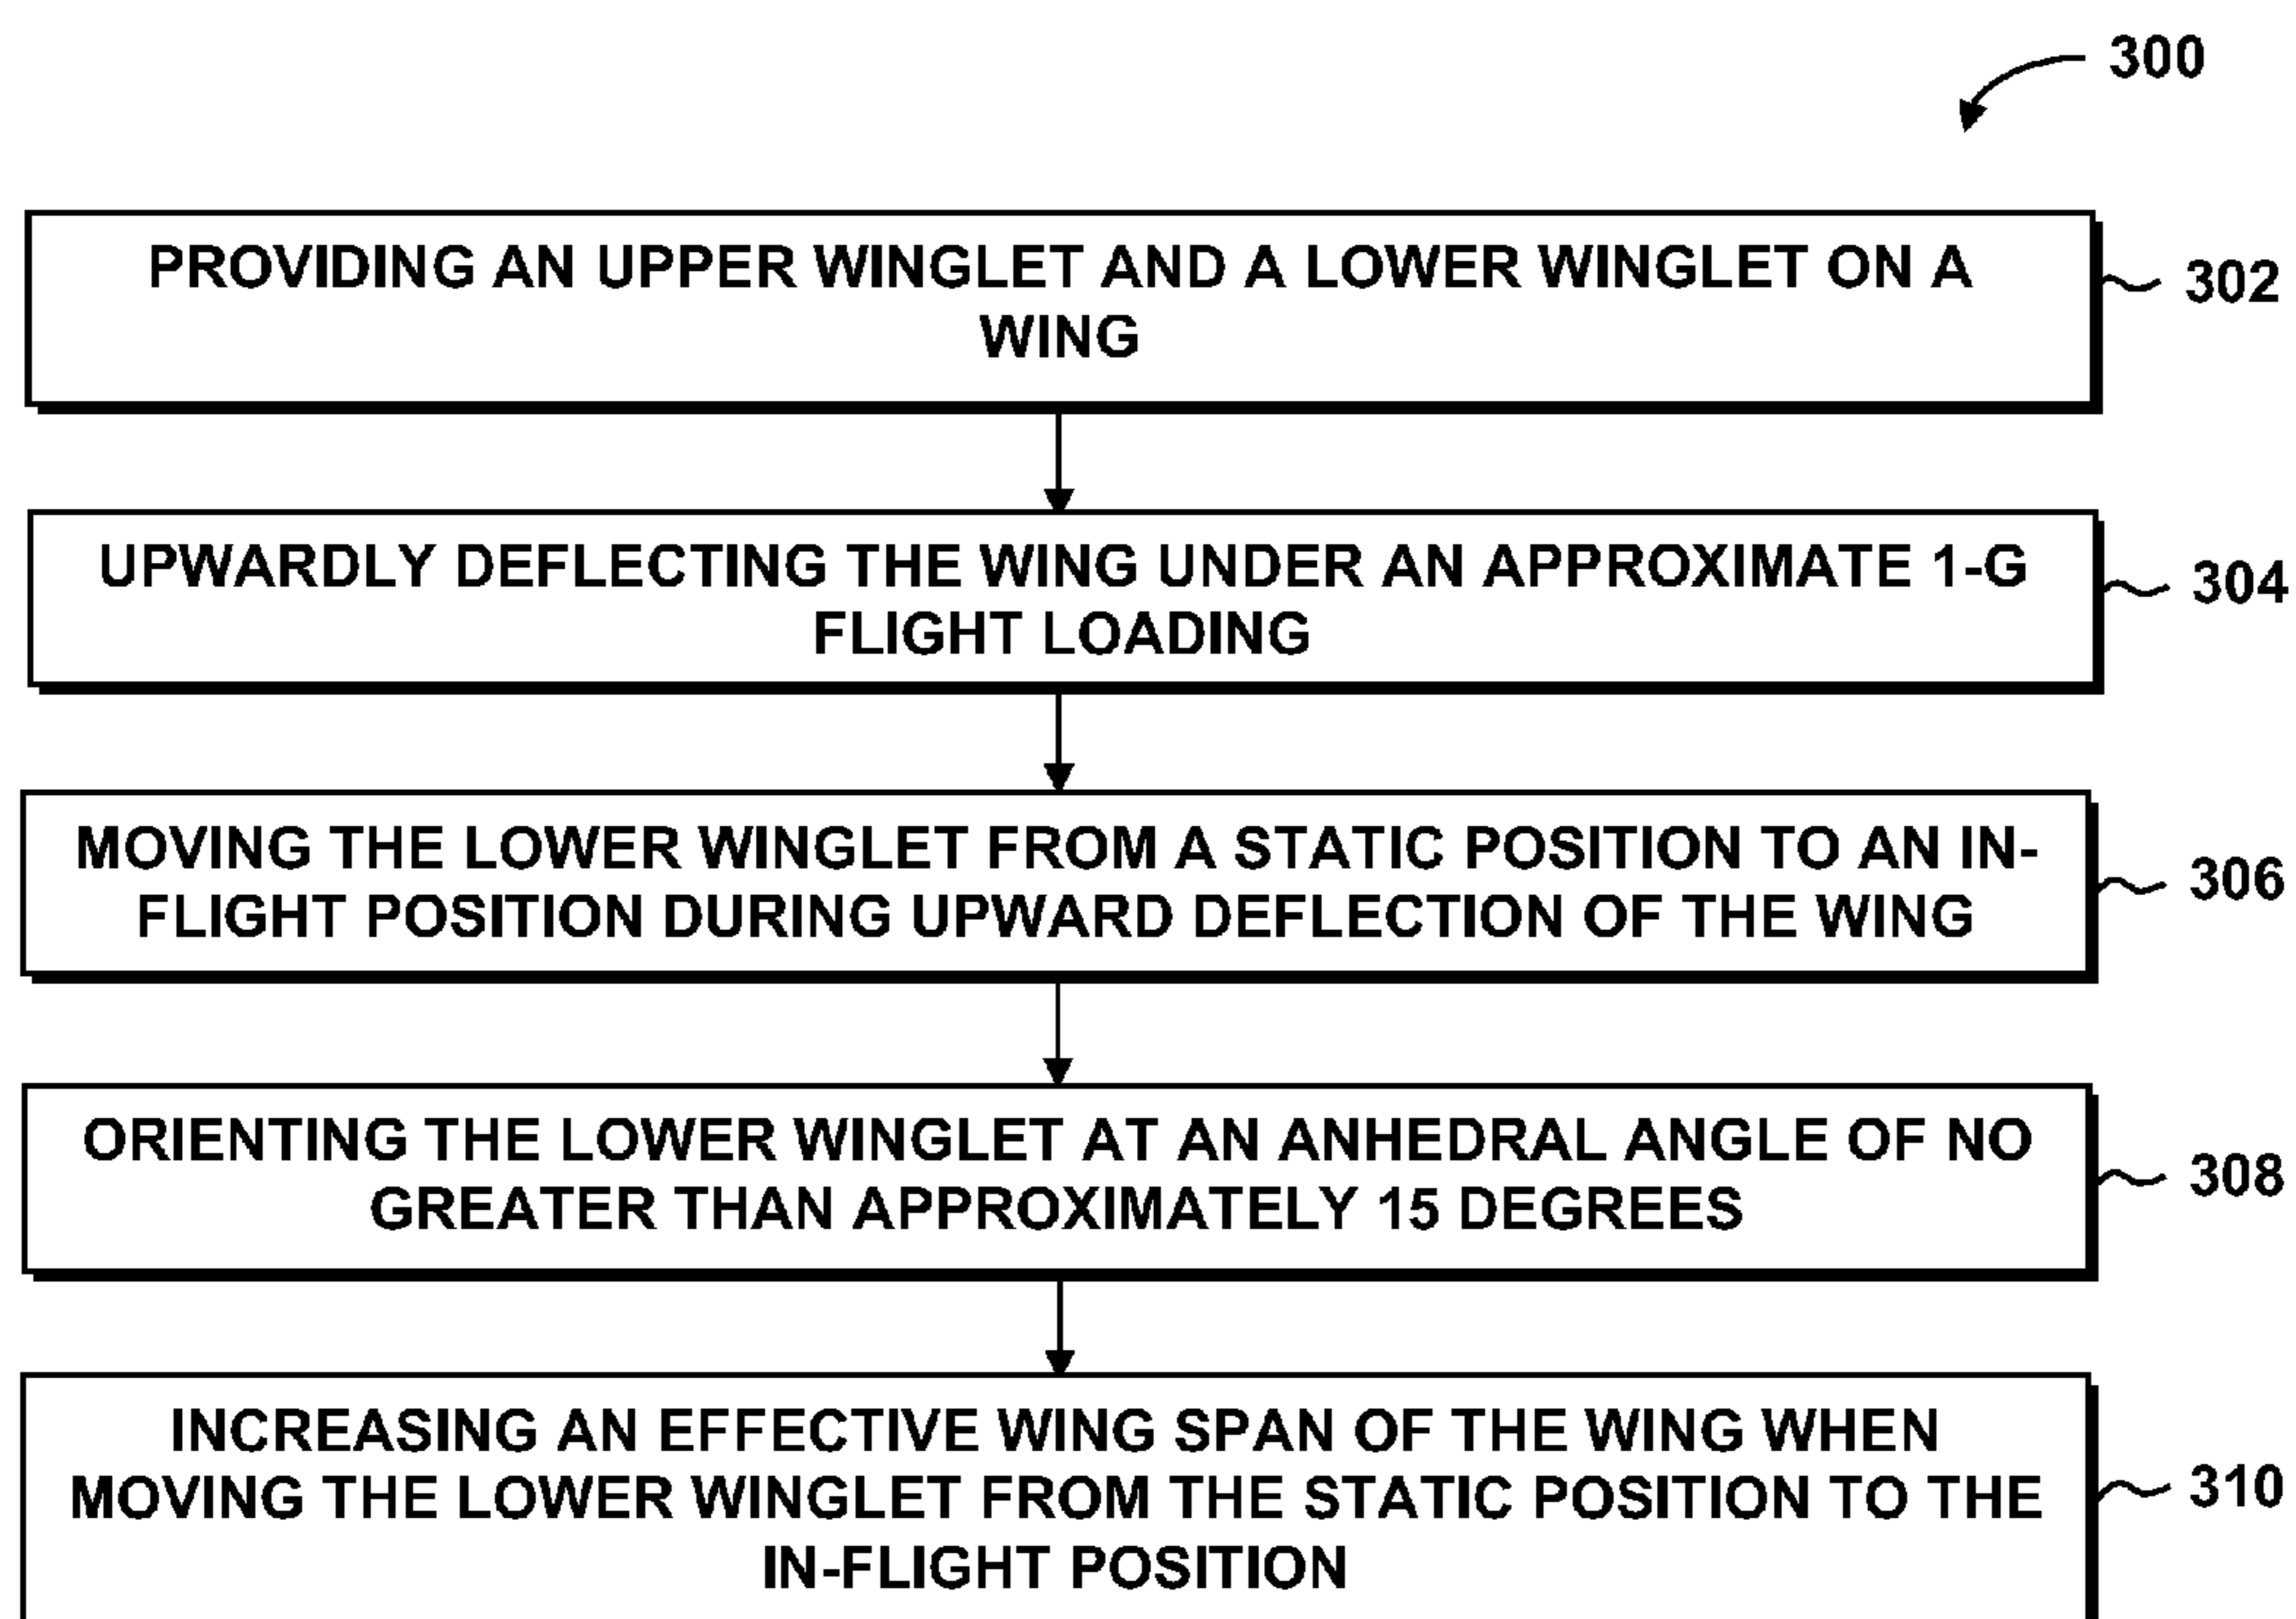 300
PROVIDING AN UPPER WINGLET AND A LOWER WINGLET ON A
WING
302
UPWARDLY DEFLECTING THE WING UNDER AN APPROXIMATE 1-G
FLIGHT LOADING
304
MOVING THE LOWER WINGLET FROM A STATIC POSITION TO AN IN-
FLIGHT POSITION DURING UPWARD DEFLECTION OF THE WING
306
ORIENTING THE LOWER WINGLET AT AN ANHEDRAL ANGLE OF NO
GREATER THAN APPROXIMATELY 15 DEGREES
308
INCREASING AN EFFECTIVE WING SPAN OF THE WING WHEN
MOVING THE LOWER WINGLET FROM THE STATIC POSITION TO THE
IN-FLIGHT POSITION
310